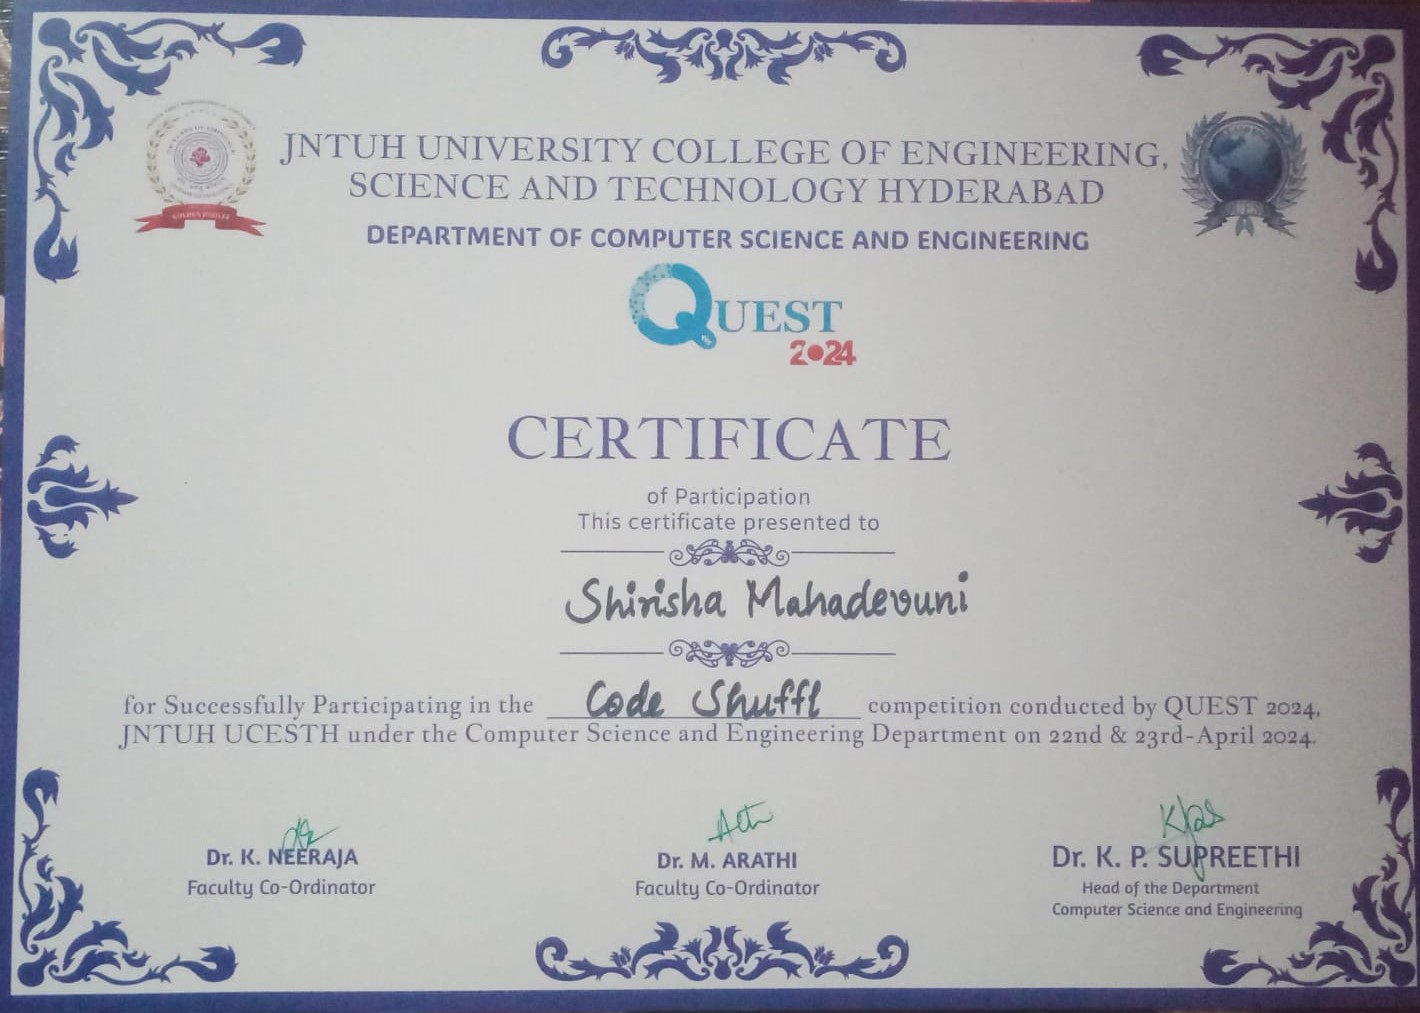 JNTUH UNIVERSITY COLLEGE OF ENGINEERING,
SCIENCE AND TECHNOLOGY HYDERABAD
DEPARTMENT OF COMPUTER SCIENCE AND ENGINEERING
GOLDEN JUBILEE
QUEST
2024
CERTIFICATE
of Participation
This certificate presented to
Shirisha Mahadevuni
for Successfully Participating in the Code Shuffl competition conducted by QUEST 2024,
JNTUH UCESTH under the Computer Science and Engineering Department on 22nd & 23rd-April 2024.
Dr. K. NEERAJA
Faculty Co-Ordinator
Dr. M. ARATHI
Faculty Co-Ordinator
Dr. K. P. SUPREETHI
Head of the Department
Computer Science and Engineering